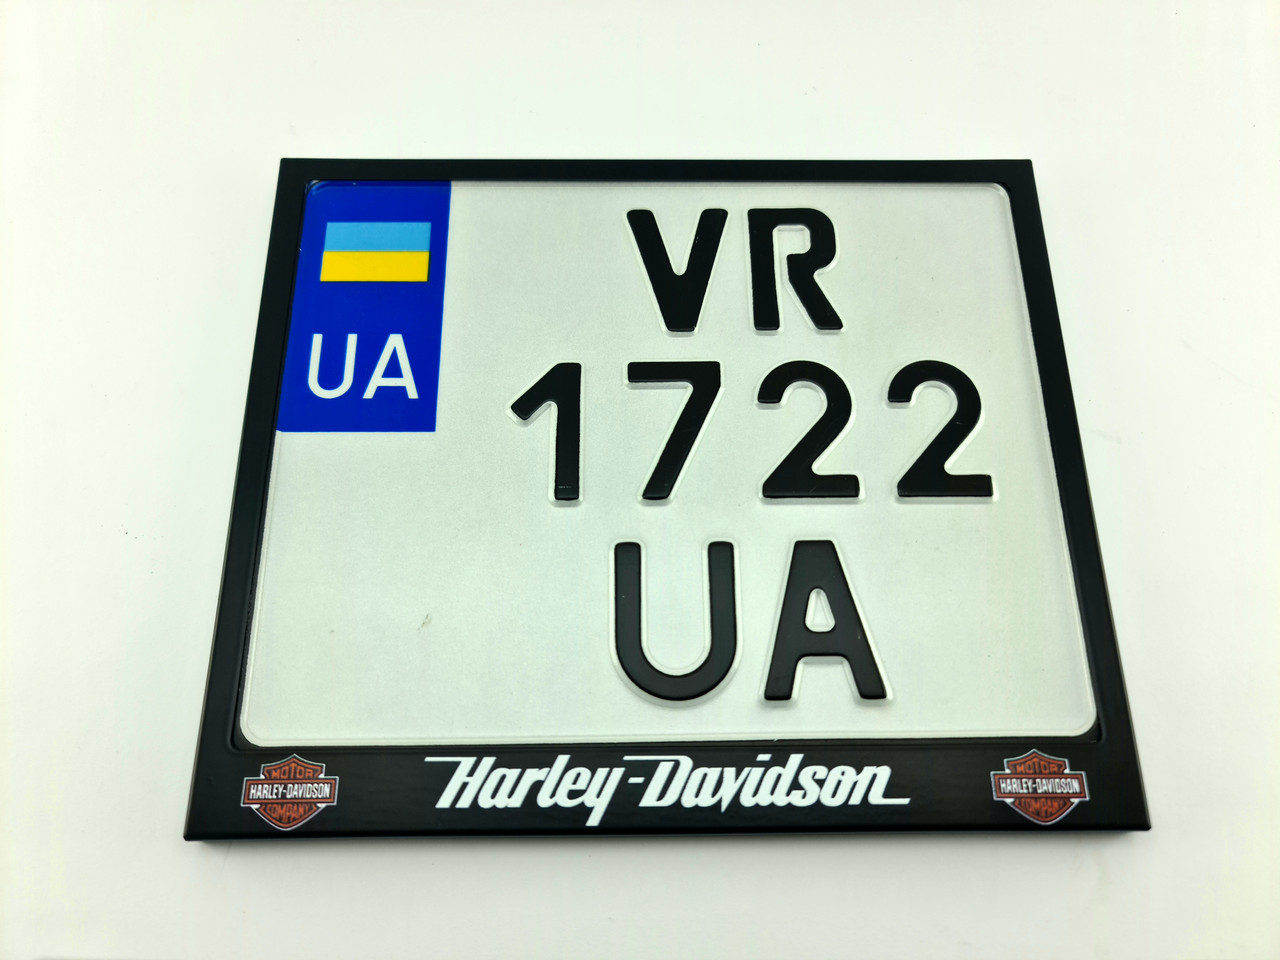 UA
VR
1722
UA
MOTOR
HARLEY-DAVIDSON
COMPANY
Harley-Davidson
MOTOR
HARLEY-DAVIDSON
COMPANY